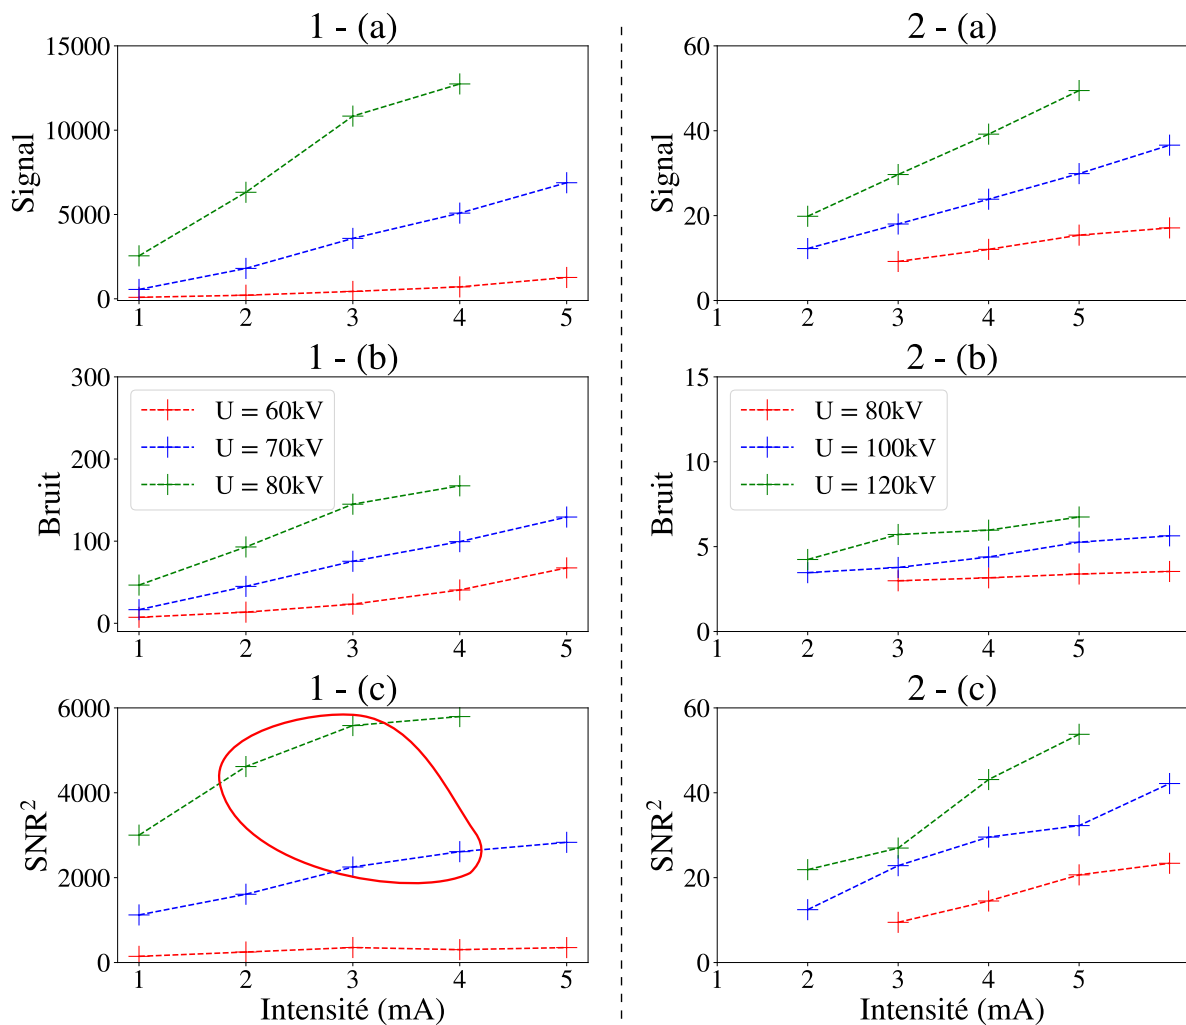 1 - (a)
15000
10000
5000
0
Signal
1 2 3 4 5
2 - (a)
60
40
20
0
Signal
1 2 3 4 5
1 - (b)
300
200
100
0
Bruit
U = 60kV
U = 70kV
U = 80kV
1 2 3 4 5
2 - (b)
15
10
5
0
Bruit
U = 80kV
U = 100kV
U = 120kV
1 2 3 4 5
1 - (c)
6000
4000
2000
0
SNR²
1 2 3 4 5
Intensité (mA)
2 - (c)
60
40
20
0
SNR²
1 2 3 4 5
Intensité (mA)